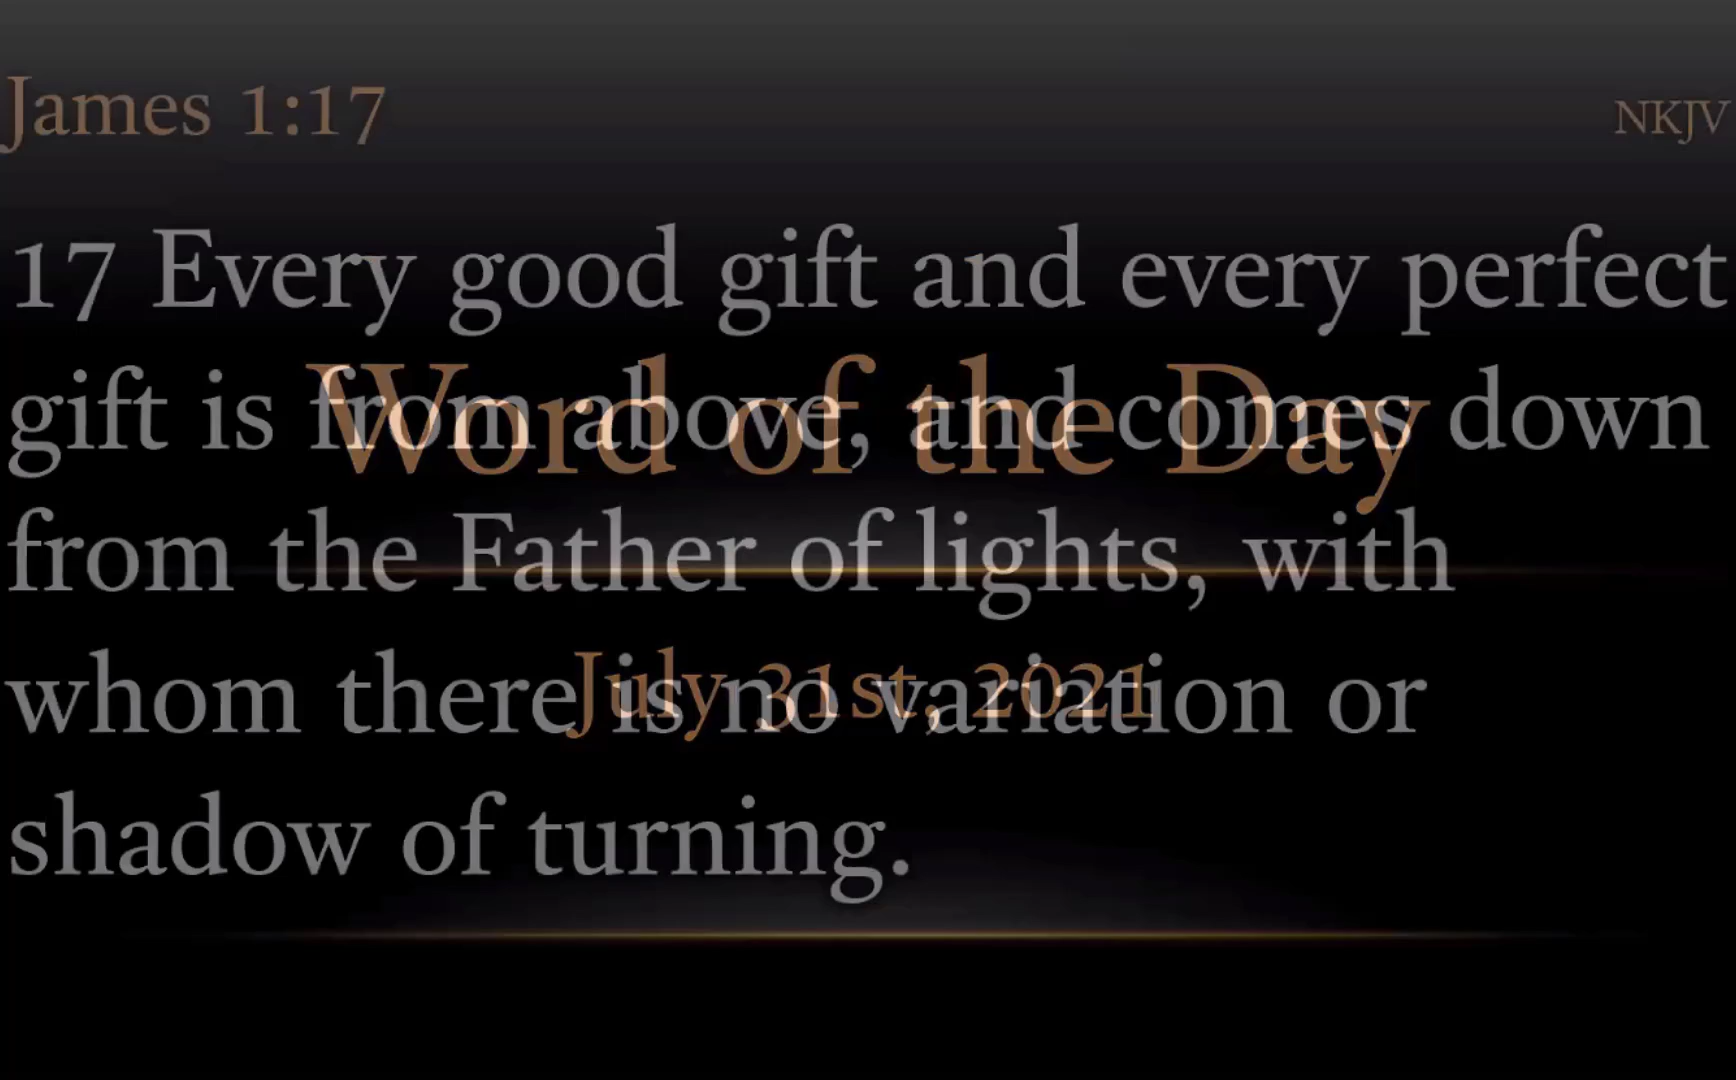 James 1:17
NKJV
17 Every good gift and every perfect
gift is from above, and comes down
Word of the Day
from the Father of lights, with
whom there is no variation or
July 31st, 2021
shadow of turning.